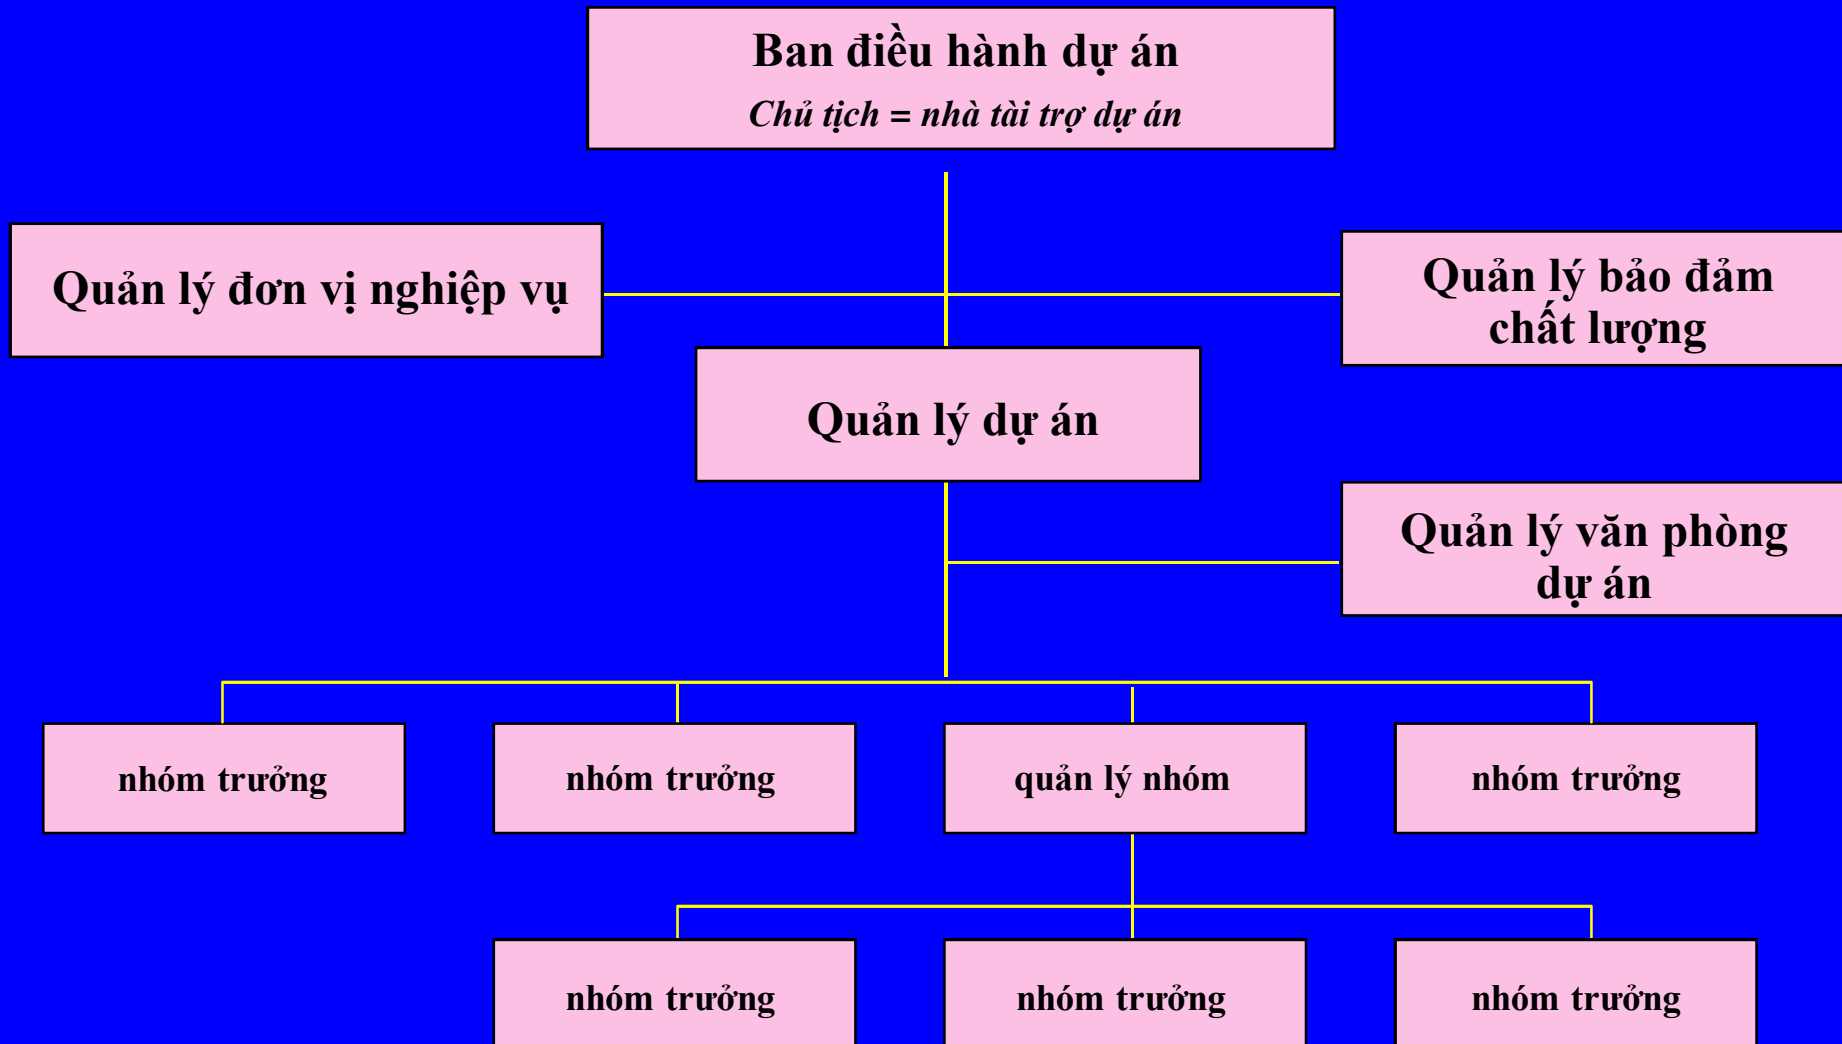 Ban điều hành dự án
Chủ tịch = nhà tài trợ dự án
Quản lý đơn vị nghiệp vụ
Quản lý bảo đảm
chất lượng
Quản lý dự án
Quản lý văn phòng
dự án
nhóm trưởng
nhóm trưởng
quản lý nhóm
nhóm trưởng
nhóm trưởng
nhóm trưởng
nhóm trưởng